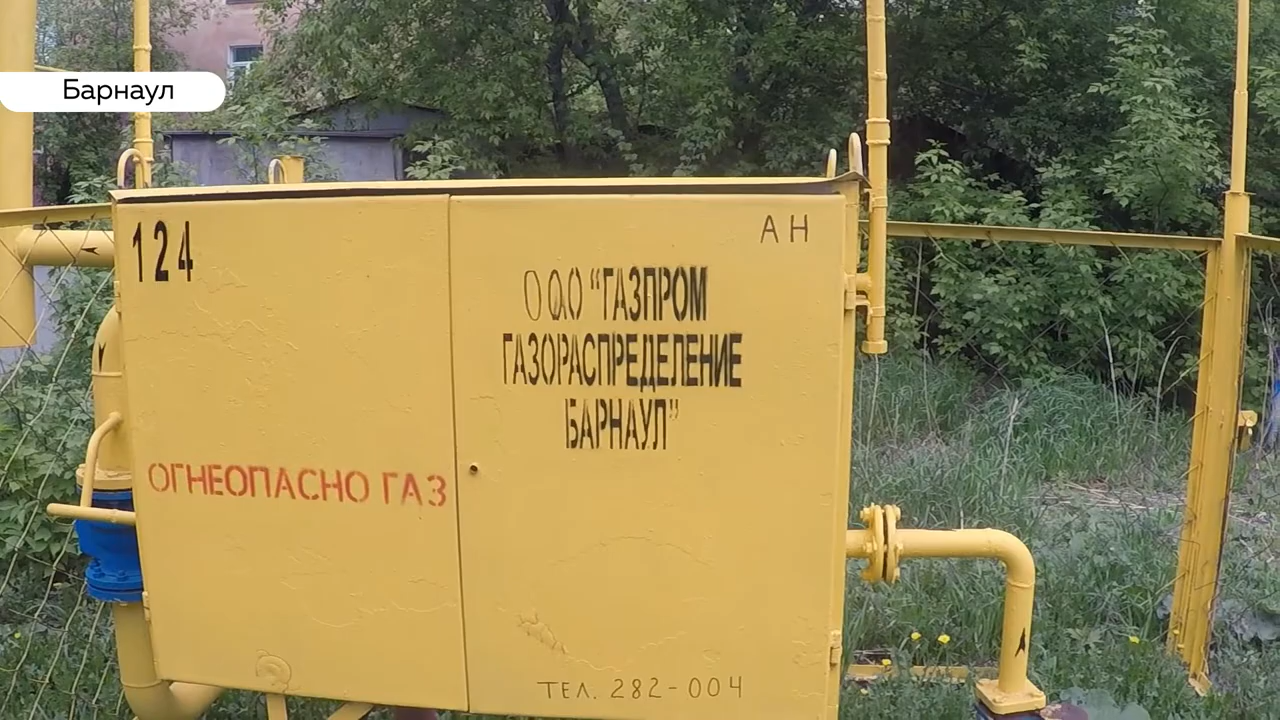 Барнаул
124
АН
ООО “ГАЗПРОМ
ГАЗОРАСПРЕДЕЛЕНИЕ
БАРНАУЛ”
ОГНЕОПАСНО ГАЗ
ТЕЛ. 282-004